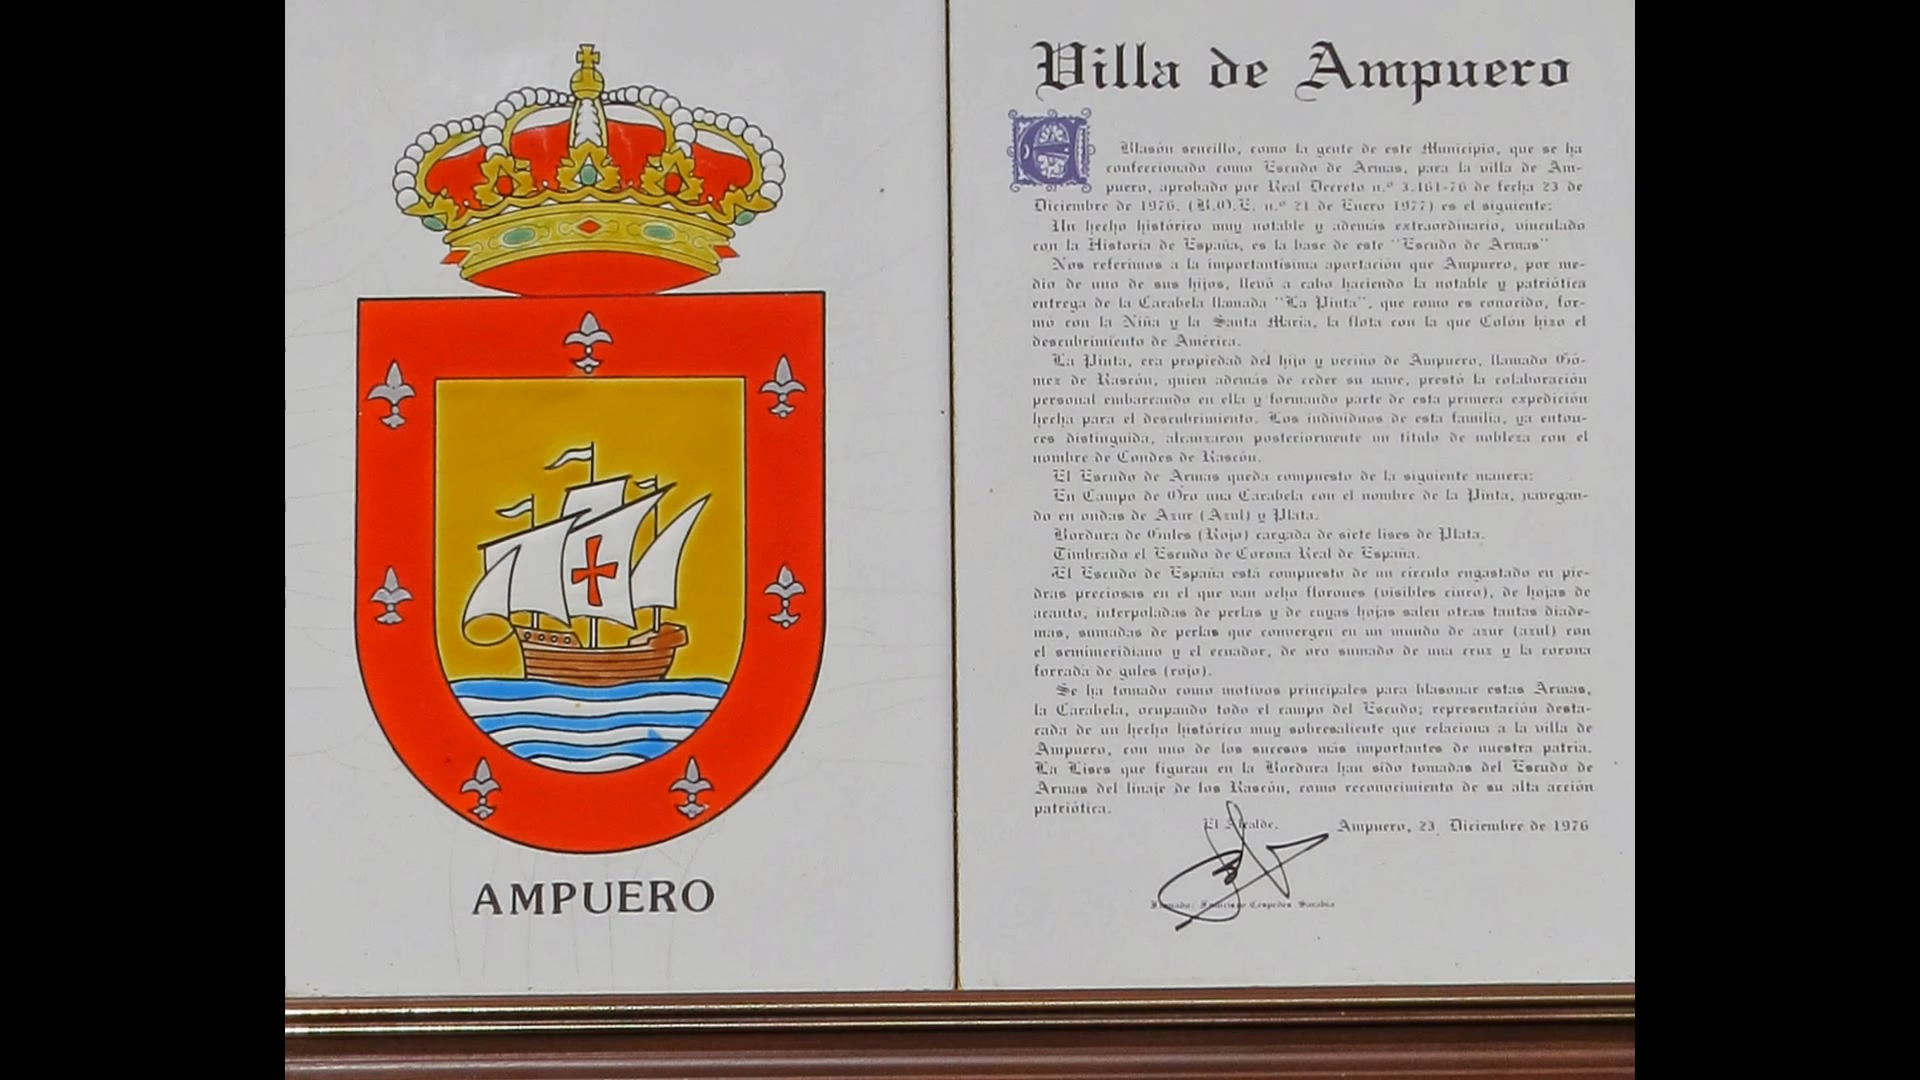 AMPUERO
Villa de Ampuero
El Blasón sencillo, como la gente de este Municipio, que se ha
confeccionado como Escudo de Armas, para la villa de Am-
puero, aprobado por Real Decreto n.º 3.161-76 de fecha 23 de
Diciembre de 1976. (B.O.E. n.º 21 de Enero 1977) es el siguiente:
Un hecho histórico muy notable y además extraordinario, vinculado
con la Historia de España, es la base de este "Escudo de Armas"
Nos referimos a la importantísima aportación que Ampuero, por me-
dio de uno de sus hijos, llevó a cabo haciendo la notable y patriótica
entrega de la Carabela llamada "La Pinta", que como es conocido, for-
mó con la Niña y la Santa María, la flota con la que Colón hizo el
descubrimiento de América.
La Pinta, era propiedad del hijo y vecino de Ampuero, llamado Gó-
mez de Rascón, quien además de ceder su nave, prestó la colaboración
personal embarcando en ella y formando parte de esta primera expedición
hecha para el descubrimiento. Los individuos de esta familia, ya enton-
ces distinguida, alcanzaron posteriormente un título de nobleza con el
nombre de Condes de Rascón.
El Escudo de Armas queda compuesto de la siguiente manera:
En Campo de Oro una Carabela con el nombre de la Pinta, navegan-
do en ondas de Azur (Azul) y Plata.
Bordura de Gules (Rojo) cargada de siete lises de Plata.
Timbrado el Escudo de Corona Real de España.
El Escudo de España está compuesto de un círculo engastado en pie-
dras preciosas en el que van ocho florones (visibles cinco), de hojas de
acanto, interpoladas de perlas y de cuyas hojas salen otras tantas diade-
mas, sumadas de perlas que convergen en un mundo de azur (azul) con
el semimeridiano y el ecuador, de oro sumado de una cruz y la corona
forrada de gules (rojo).
Se ha tomado como motivos principales para blasonar estas Armas,
la Carabela, ocupando todo el campo del Escudo; representación desta-
cada de un hecho histórico muy sobresaliente que relaciona a la villa de
Ampuero, con uno de los sucesos más importantes de nuestra patria.
La Lises que figuran en la Bordura han sido tomadas del Escudo de
Armas del linaje de los Rascón, como reconocimiento de su alta acción
patriótica.
El Alcalde, Ampuero, 23 Diciembre de 1976
Firmado: Francisco Cespedes Sarabia